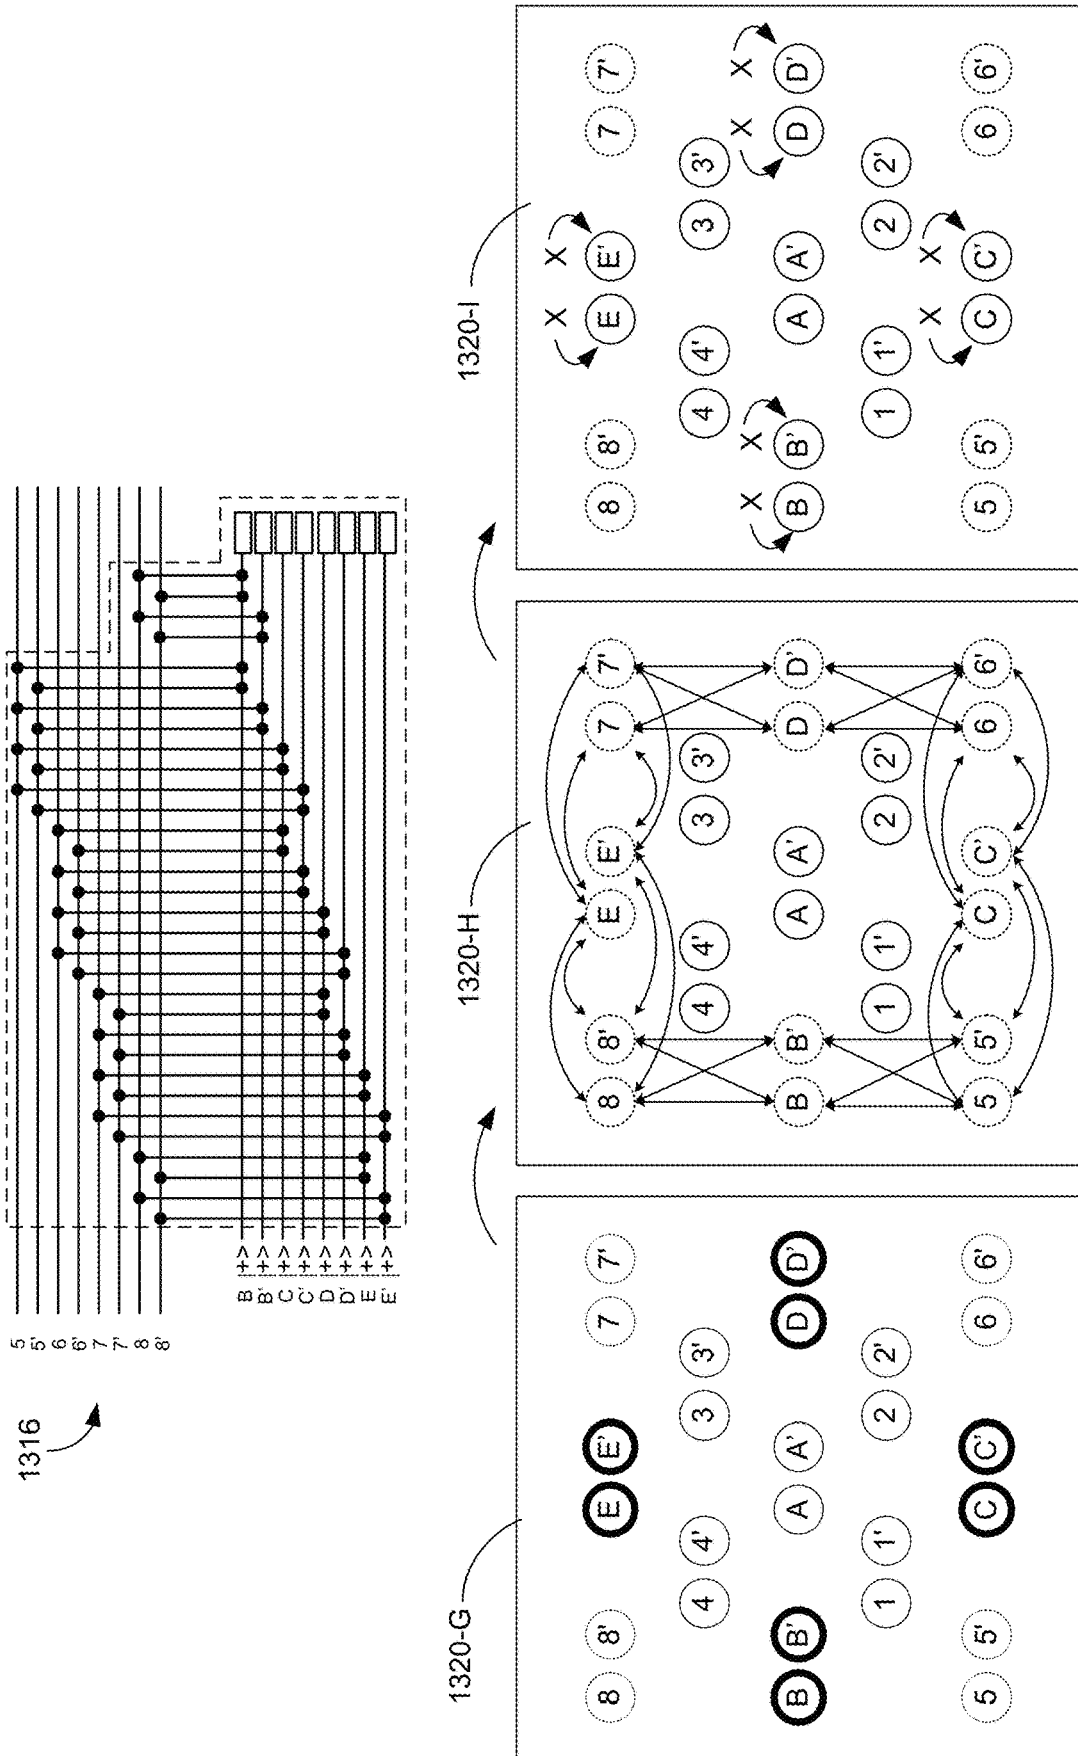 1316
5
5'
6
6'
7
7'
8
8'
B |+>
B' |+>
C |+>
C' |+>
D |+>
D' |+>
E |+>
E' |+>
1320-G
8 8' E E' 7 7'
4 4' 3 3'
B B' A A' D D'
1 1' 2 2'
5 5' C C' 6 6'
1320-H
8 8' E E' 7 7'
4 4' 3 3'
B B' A A' D D'
1 1' 2 2'
5 5' C C' 6 6'
1320-I
X X
8 8' E E' 7 7'
4 4' 3 3'
X X X X
B B' A A' D D'
1 1' 2 2'
X X
5 5' C C' 6 6'